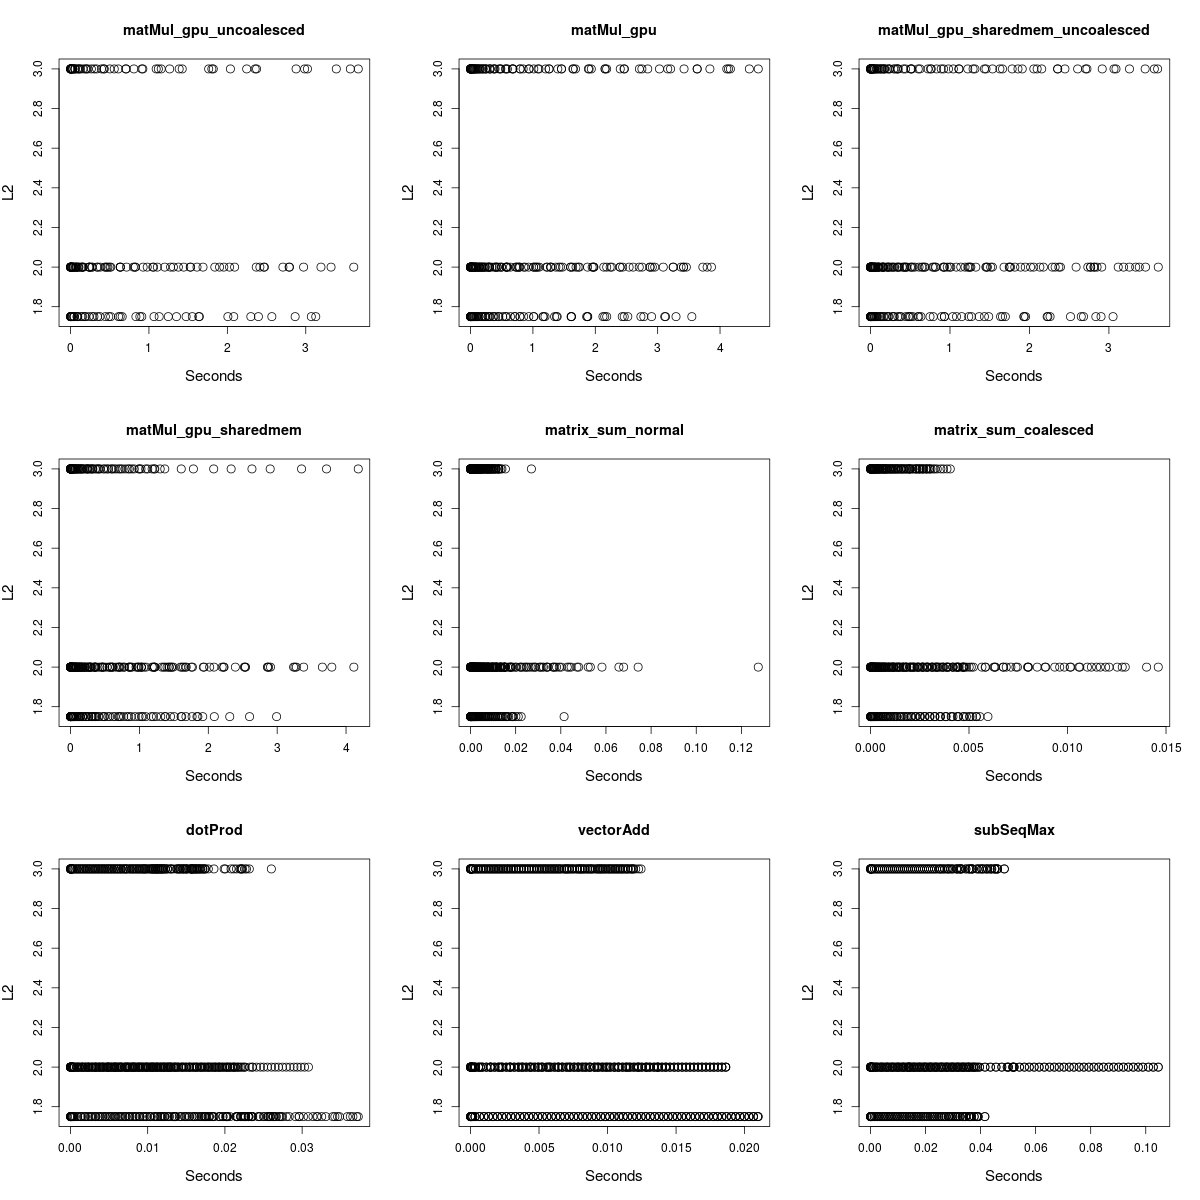 matMul_gpu_uncoalesced
L2
3.0
2.8
2.6
2.4
2.2
2.0
1.8
0 1 2 3
Seconds
matMul_gpu
L2
3.0
2.8
2.6
2.4
2.2
2.0
1.8
0 1 2 3 4
Seconds
matMul_gpu_sharedmem_uncoalesced
L2
3.0
2.8
2.6
2.4
2.2
2.0
1.8
0 1 2 3
Seconds
matMul_gpu_sharedmem
L2
3.0
2.8
2.6
2.4
2.2
2.0
1.8
0 1 2 3 4
Seconds
matrix_sum_normal
L2
3.0
2.8
2.6
2.4
2.2
2.0
1.8
0.00 0.02 0.04 0.06 0.08 0.10 0.12
Seconds
matrix_sum_coalesced
L2
3.0
2.8
2.6
2.4
2.2
2.0
1.8
0.000 0.005 0.010 0.015
Seconds
dotProd
L2
3.0
2.8
2.6
2.4
2.2
2.0
1.8
0.00 0.01 0.02 0.03
Seconds
vectorAdd
L2
3.0
2.8
2.6
2.4
2.2
2.0
1.8
0.000 0.005 0.010 0.015 0.020
Seconds
subSeqMax
L2
3.0
2.8
2.6
2.4
2.2
2.0
1.8
0.00 0.02 0.04 0.06 0.08 0.10
Seconds